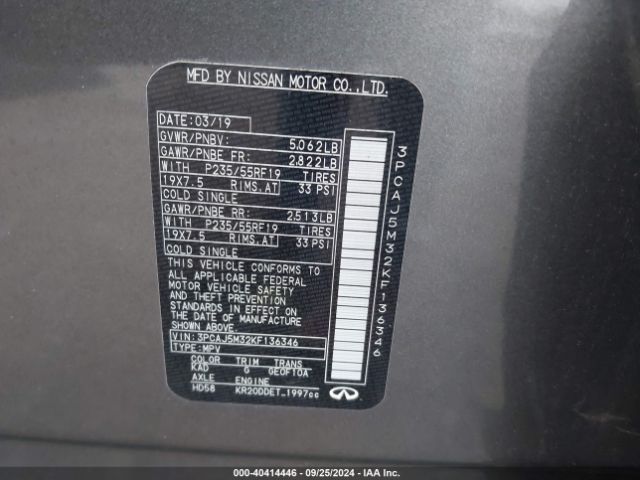 MFD BY NISSAN MOTOR CO.,LTD.
DATE: 03/19
GVWR/PNBV: 5,062LB
GAWR/PNBE FR: 2,822LB
WITH P235/55RF19 TIRES
19X7.5 RIMS.AT 33 PSI
COLD SINGLE
GAWR/PNBE RR: 2,513LB
WITH P235/55RF19 TIRES
19X7.5 RIMS.AT 33 PSI
COLD SINGLE
THIS VEHICLE CONFORMS TO
ALL APPLICABLE FEDERAL
MOTOR VEHICLE SAFETY
AND THEFT PREVENTION
STANDARDS IN EFFECT ON
THE DATE OF MANUFACTURE
SHOWN ABOVE.
VIN: 3PCAJ5M32KF136346
TYPE: MPV
COLOR TRIM TRANS
KAD G GE0F10A
AXLE ENGINE
HD58 KR20DDET 1997cc
3PCAJ5M32KF136346
000-40414446 - 09/25/2024 - IAA Inc.